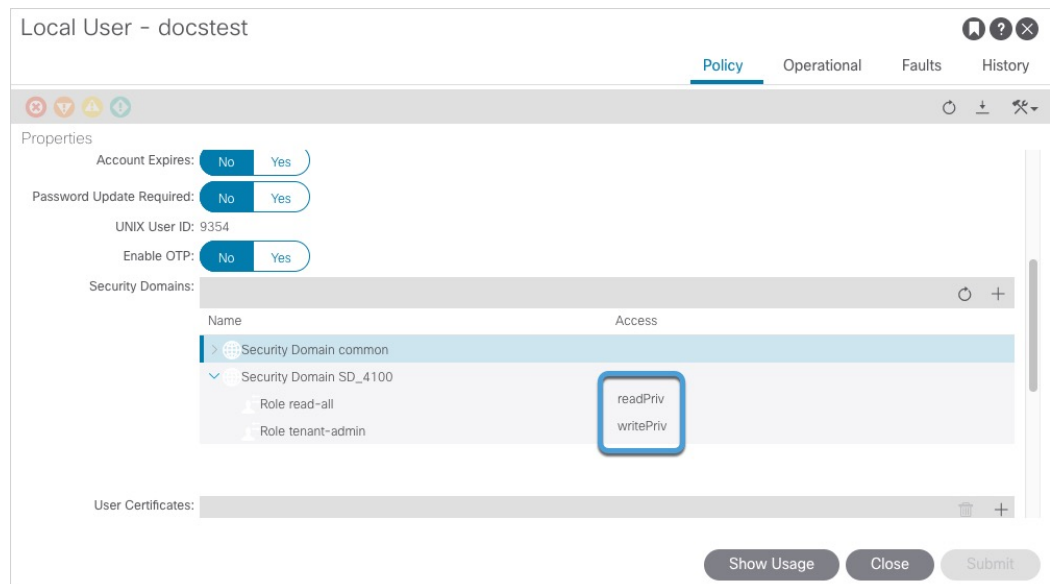 Local User - docstest
Policy Operational Faults History
Properties
Account Expires: No Yes
Password Update Required: No Yes
UNIX User ID: 9354
Enable OTP: No Yes
Security Domains:
Name Access
Security Domain common
Security Domain SD_4100
Role read-all readPriv
Role tenant-admin writePriv
User Certificates:
Show Usage Close Submit